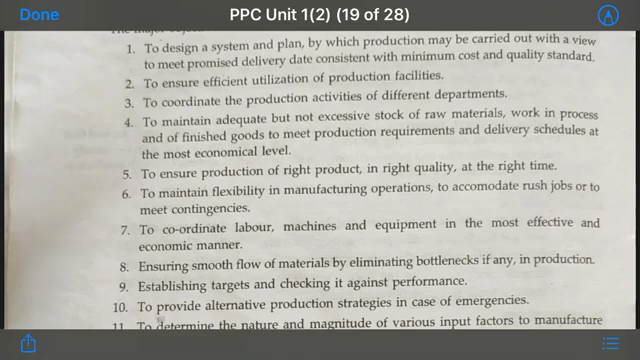 Done
PPC Unit 1(2) (19 of 28)
The major
1. To design a system and plan, by which production may be carried out with a view
to meet promised delivery date consistent with minimum cost and quality standard.
2. To ensure efficient utilization of production facilities.
3. To coordinate the production activities of different departments.
4. To maintain adequate but not excessive stock of raw materials, work in process
and of finished goods to meet production requirements and delivery schedules at
the most economical level.
5. To ensure production of right product, in right quality, at the right time.
6. To maintain flexibility in manufacturing operations, to accomodate rush jobs or to
meet contingencies.
7. To co-ordinate labour, machines and equipment in the most effective and
economic manner.
8. Ensuring smooth flow of materials by eliminating bottlenecks if any, in production.
9. Establishing targets and checking it against performance.
10. To provide alternative production strategies in case of emergencies.
11. To determine the nature and magnitude of various input factors to manufacture